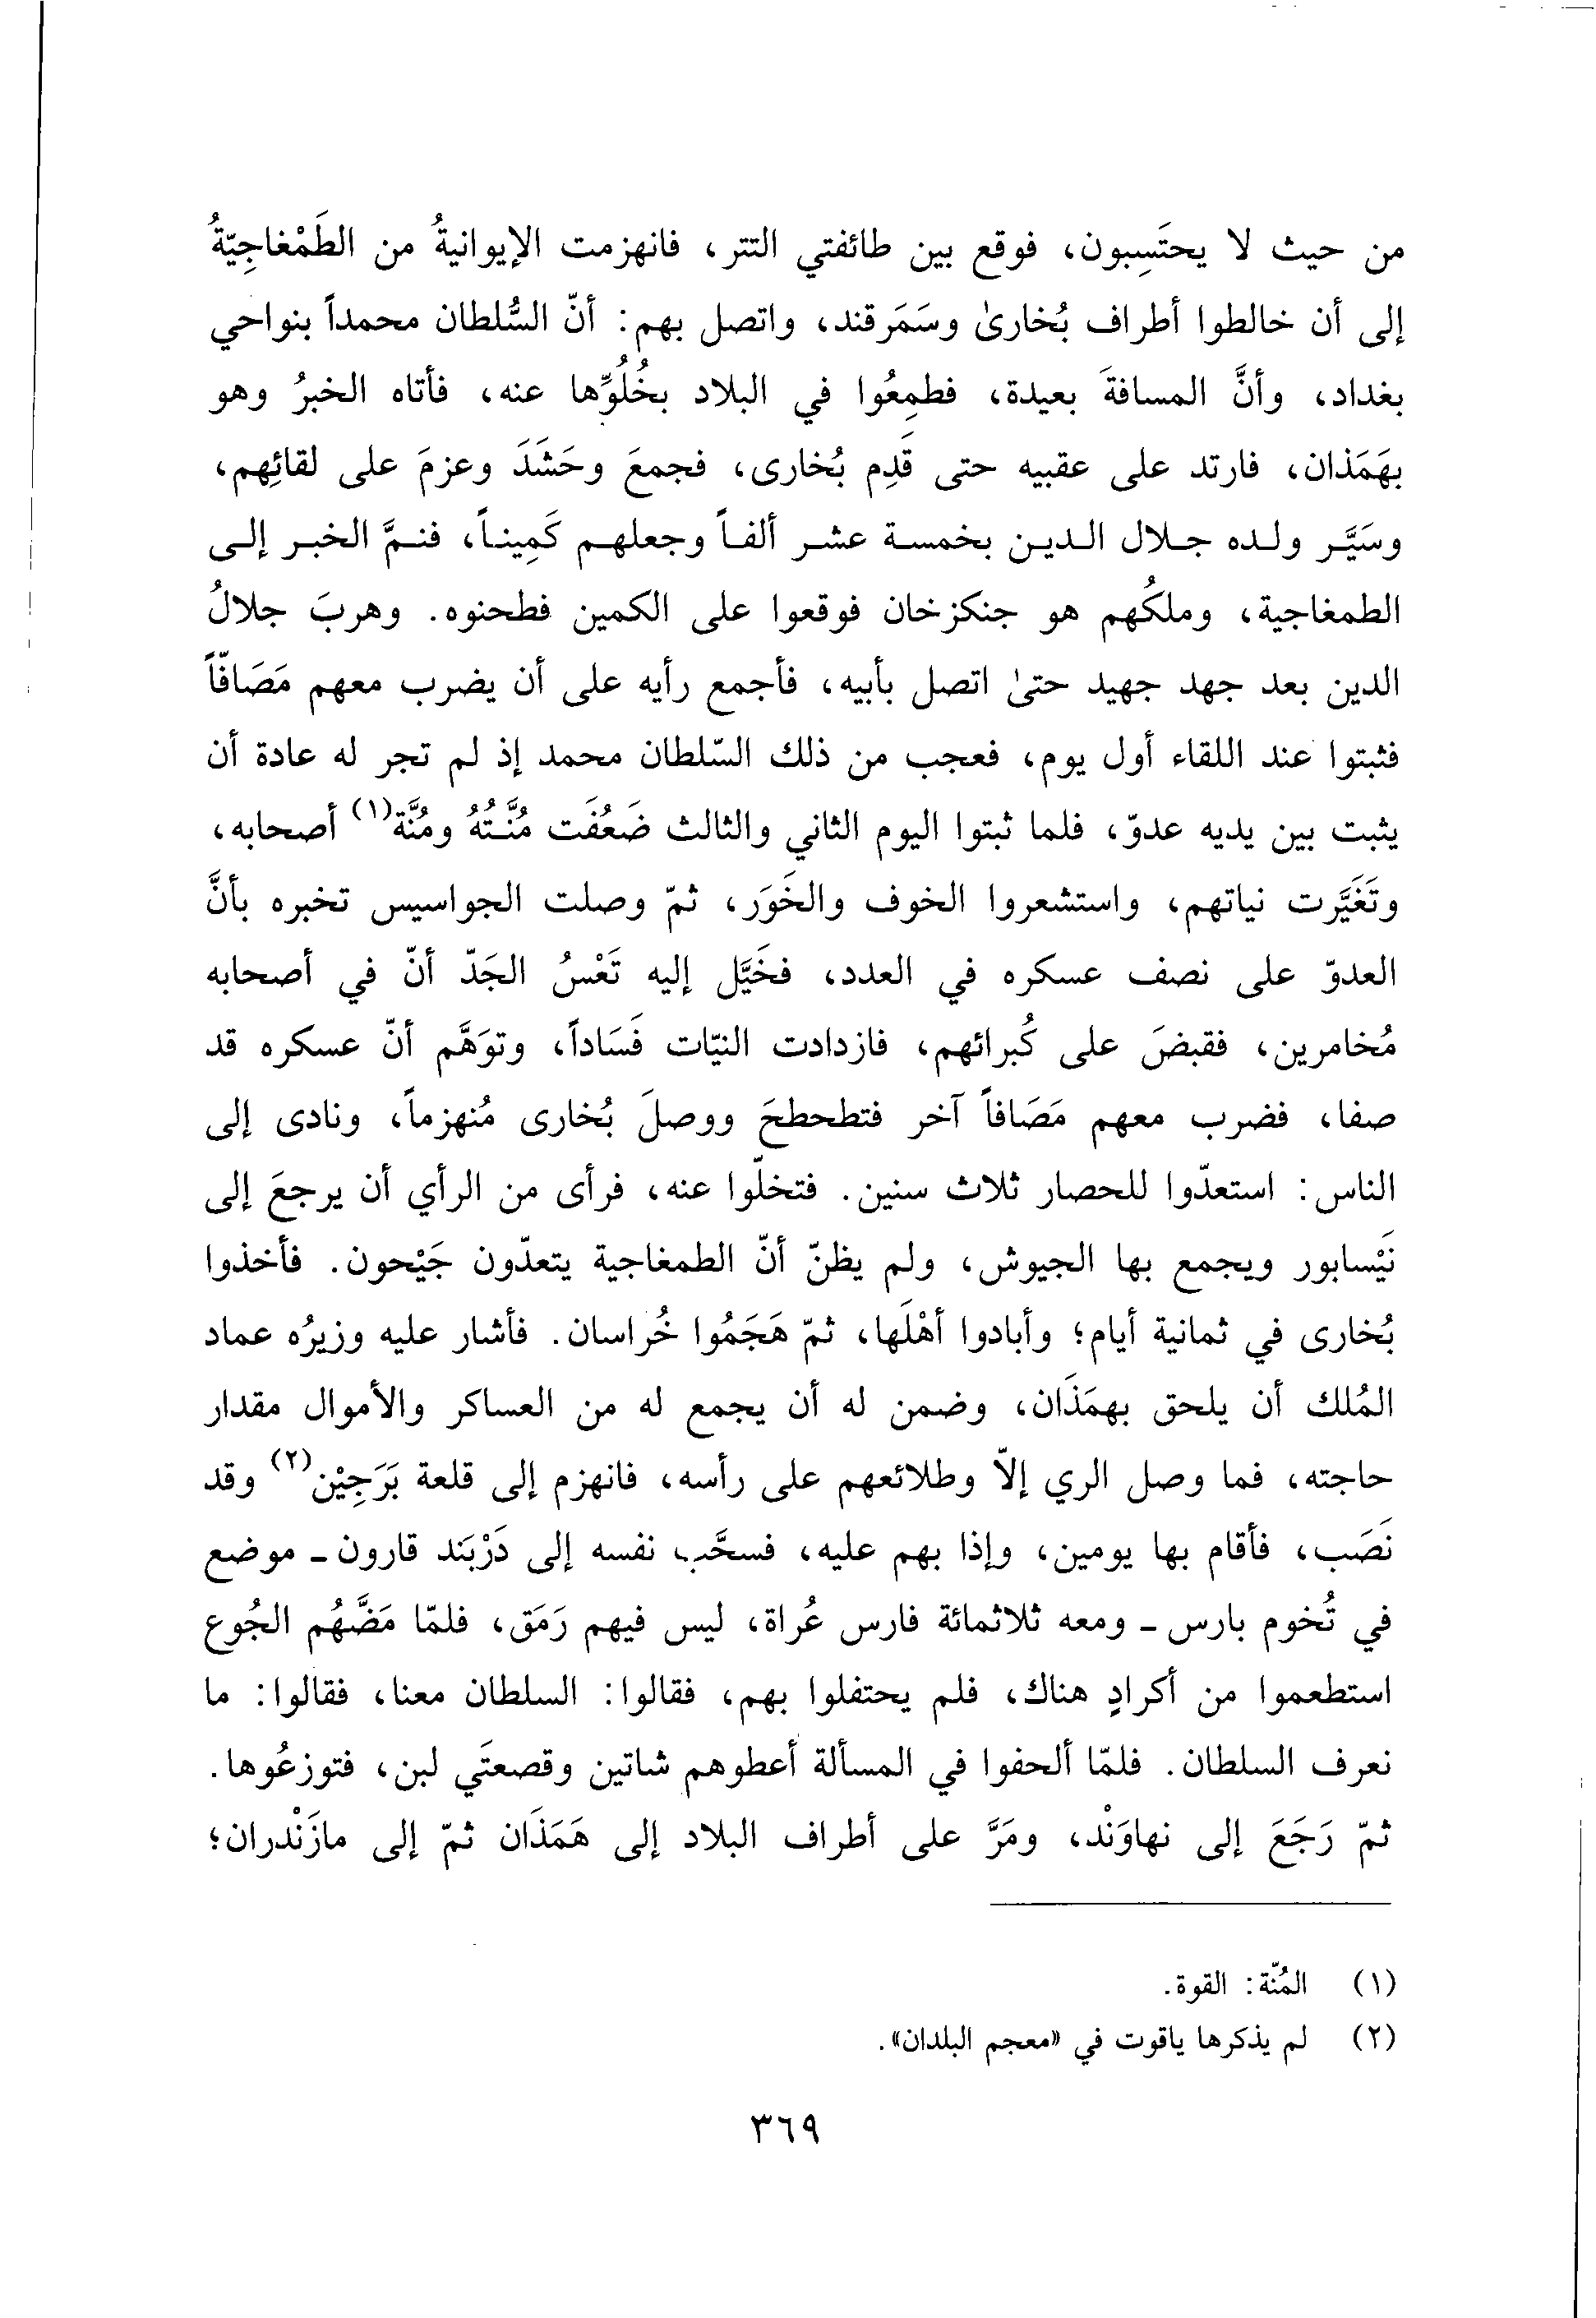 من حيث لا يحتَسِبون، فوقع بين طائفتي التتر، فانهزمت الإيوانيةُ من الطَمْغاجِيّةُ
إلى أن خالطوا أطراف بُخارىٰ وسَمَرقند، واتصل بهم: أنّ السُّلطان محمداً بنواحي
بغداد، وأنَّ المسافةَ بعيدة، فطمِعُوا في البلاد بخُلُوِّها عنه، فأتاه الخبرُ وهو
بهَمَذان، فارتد على عقبيه حتى قَدِم بُخارى، فجمعَ وحَشَدَ وعزمَ على لقائِهم،
وسَيَّر ولده جلال الدين بخمسة عشر ألفاً وجعلهم كَمِيناً، فنمَّ الخبر إلى
الطمغاجية، وملكُهم هو جنكزخان فوقعوا على الكمين فطحنوه. وهربَ جلالُ
الدين بعد جهد جهيد حتىٰ اتصل بأبيه، فأجمع رأيه على أن يضرب معهم مَصَافّاً
فثبتوا عند اللقاء أول يوم، فعجب من ذلك السّلطان محمد إذ لم تجر له عادة أن
يثبت بين يديه عدوّ، فلما ثبتوا اليوم الثاني والثالث ضَعُفَت مُنَّتُهُ ومُنَّة(١) أصحابه،
وتَغَيَّرت نياتهم، واستشعروا الخوف والخَوَر، ثمّ وصلت الجواسيس تخبره بأنَّ
العدوّ على نصف عسكره في العدد، فخَيَّل إليه تَعْسُ الجَدّ أنّ في أصحابه
مُخامرين، فقبضَ على كُبرائهم، فازدادت النيّات فَسَاداً، وتوَهَّم أنّ عسكره قد
صفا، فضرب معهم مَصَافاً آخر فتطحطحَ ووصلَ بُخارى مُنهزماً، ونادى إلى
الناس: استعدّوا للحصار ثلاث سنين. فتخلّوا عنه، فرأى من الرأي أن يرجعَ إلى
نَيْسابور ويجمع بها الجيوش، ولم يظنّ أنّ الطمغاجية يتعدّون جَيْحون. فأخذوا
بُخارى في ثمانية أيام؛ وأبادوا أهْلَها، ثمّ هَجَمُوا خُراسان. فأشار عليه وزيرُه عماد
المُلك أن يلحق بهمَذَان، وضمن له أن يجمع له من العساكر والأموال مقدار
حاجته، فما وصل الري إلاّ وطلائعهم على رأسه، فانهزم إلى قلعة بَرَجِيْن(٢) وقد
نَصَب، فأقام بها يومين، وإذا بهم عليه، فسحَّب نفسه إلى دَرْبَند قارون ـ موضع
في تُخوم بارس ـ ومعه ثلاثمائة فارس عُراة، ليس فيهم رَمَق، فلمّا مَضَّهُم الجُوع
استطعموا من أكرادٍ هناك، فلم يحتفلوا بهم، فقالوا: السلطان معنا، فقالوا: ما
نعرف السلطان. فلمّا ألحفوا في المسألة أعطوهم شاتين وقصعتَي لبن، فتوزعُوها.
ثمّ رَجَعَ إلى نهاوَنْد، ومَرَّ على أطراف البلاد إلى هَمَذَان ثمّ إلى مازَنْدران؛
(١) المُنّة: القوة.
(٢) لم يذكرها ياقوت في «معجم البلدان».
٣٦٩